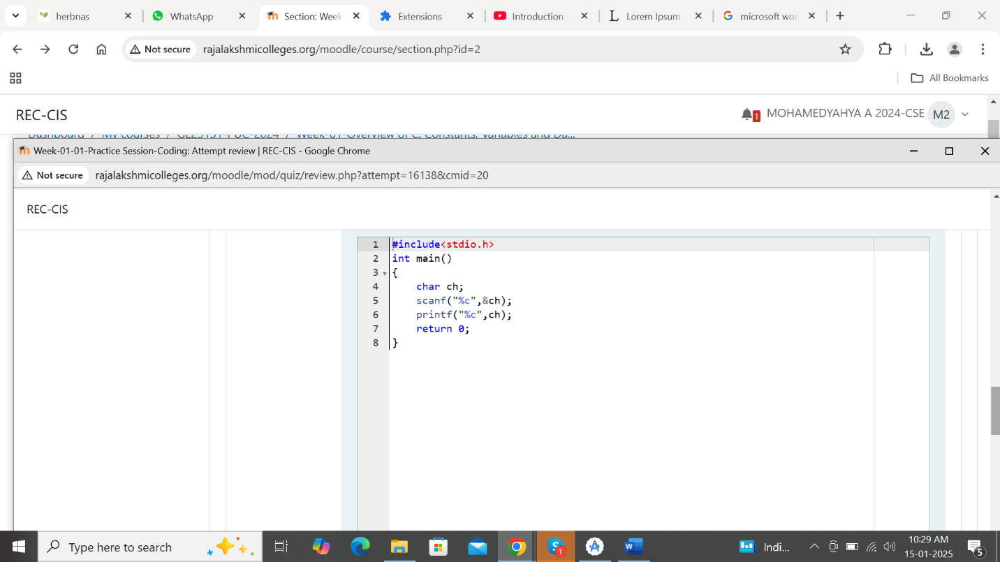 herbnas
WhatsApp
Section: Week
Extensions
Introduction -
Lorem Ipsum -
microsoft wor
Not secure
rajalakshmicolleges.org/moodle/course/section.php?id=2
All Bookmarks
REC-CIS
1
MOHAMEDYAHYA A 2024-CSE
M2
Dashboard / My courses / GE23131-PUC-2024 / Week-01-Overview of C, Constants, Variables and Da...
Week-01-01-Practice Session-Coding: Attempt review | REC-CIS - Google Chrome
Not secure
rajalakshmicolleges.org/moodle/mod/quiz/review.php?attempt=16138&cmid=20
REC-CIS
1 #include<stdio.h>
2 int main()
3 {
4 char ch;
5 scanf("%c",&ch);
6 printf("%c",ch);
7 return 0;
8 }
Type here to search
S
1
W
Indi...
10:29 AM
15-01-2025
5